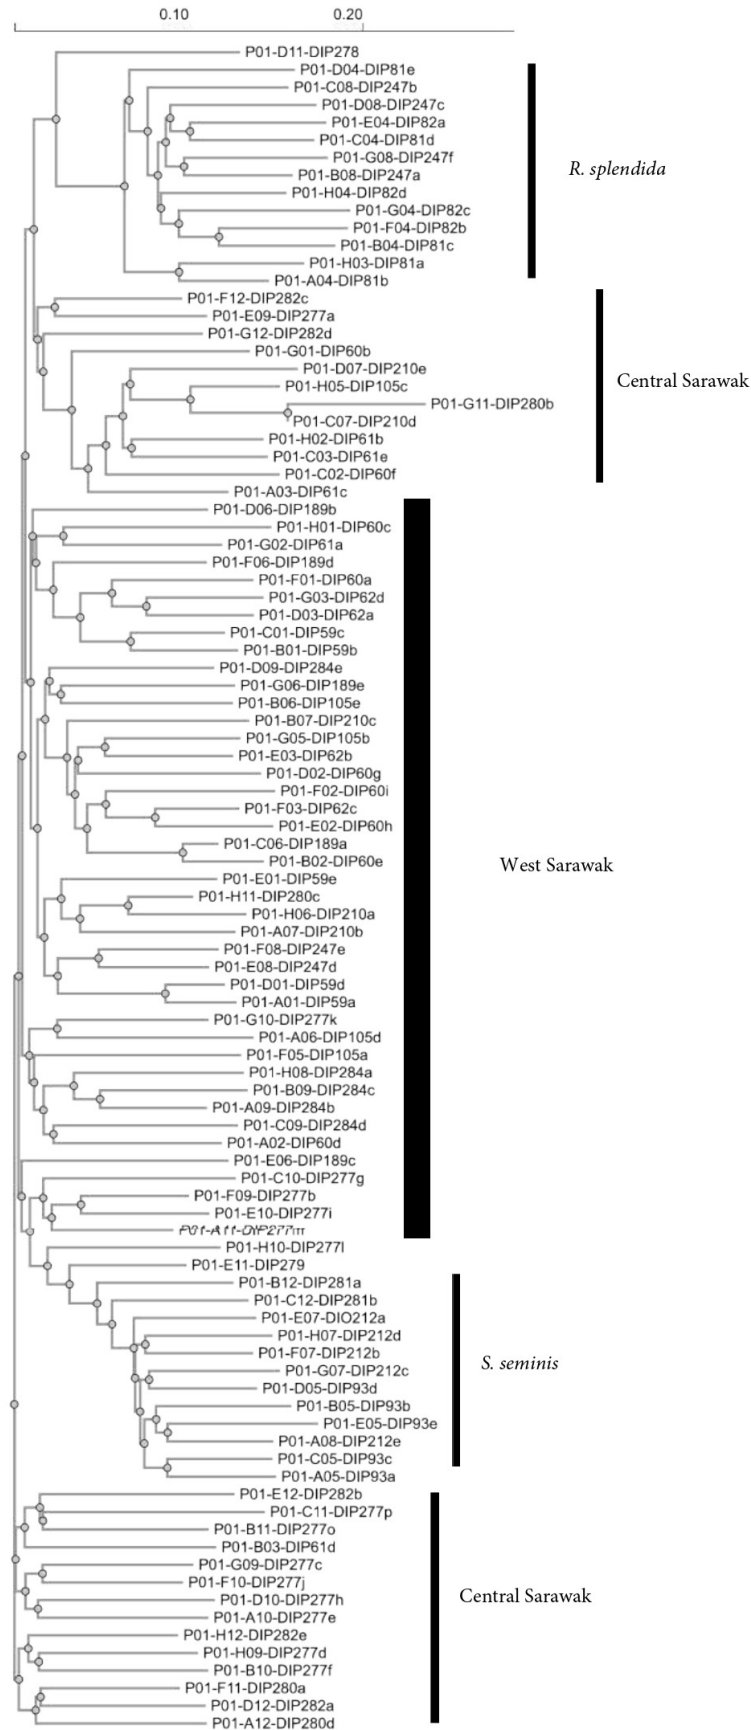 0.10 0.20
P01-D11-DIP278
P01-D04-DIP81e
P01-C08-DIP247b
P01-D08-DIP247c
P01-E04-DIP82a
P01-C04-DIP81d
P01-G08-DIP247f
R. splendida
P01-B08-DIP247a
P01-H04-DIP82d
P01-G04-DIP82c
P01-F04-DIP82b
P01-B04-DIP81c
P01-H03-DIP81a
P01-A04-DIP81b
P01-F12-DIP282c
P01-E09-DIP277a
P01-G12-DIP282d
P01-G01-DIP60b
P01-D07-DIP210e
Central Sarawak
P01-H05-DIP105c
P01-G11-DIP280b
P01-C07-DIP210d
P01-H02-DIP61b
P01-C03-DIP61e
P01-C02-DIP60f
P01-A03-DIP61c
P01-D06-DIP189b
P01-H01-DIP60c
P01-G02-DIP61a
P01-F06-DIP189d
P01-F01-DIP60a
P01-G03-DIP62d
P01-D03-DIP62a
P01-C01-DIP59c
P01-B01-DIP59b
P01-D09-DIP284e
P01-G06-DIP189e
P01-B06-DIP105e
P01-B07-DIP210c
P01-G05-DIP105b
P01-E03-DIP62b
P01-D02-DIP60g
P01-F02-DIP60i
P01-F03-DIP62c
P01-E02-DIP60h
P01-C06-DIP189a
P01-B02-DIP60e
West Sarawak
P01-E01-DIP59e
P01-H11-DIP280c
P01-H06-DIP210a
P01-A07-DIP210b
P01-F08-DIP247e
P01-E08-DIP247d
P01-D01-DIP59d
P01-A01-DIP59a
P01-G10-DIP277k
P01-A06-DIP105d
P01-F05-DIP105a
P01-H08-DIP284a
P01-B09-DIP284c
P01-A09-DIP284b
P01-C09-DIP284d
P01-A02-DIP60d
P01-E06-DIP189c
P01-C10-DIP277g
P01-F09-DIP277b
P01-E10-DIP277i
P01-A11-DIP277m
P01-H10-DIP277l
P01-E11-DIP279
P01-B12-DIP281a
P01-C12-DIP281b
P01-E07-DIO212a
P01-H07-DIP212d
P01-F07-DIP212b
S. seminis
P01-G07-DIP212c
P01-D05-DIP93d
P01-B05-DIP93b
P01-E05-DIP93e
P01-A08-DIP212e
P01-C05-DIP93c
P01-A05-DIP93a
P01-E12-DIP282b
P01-C11-DIP277p
P01-B11-DIP277o
P01-B03-DIP61d
P01-G09-DIP277c
P01-F10-DIP277j
P01-D10-DIP277h
Central Sarawak
P01-A10-DIP277e
P01-H12-DIP282e
P01-H09-DIP277d
P01-B10-DIP277f
P01-F11-DIP280a
P01-D12-DIP282a
P01-A12-DIP280d